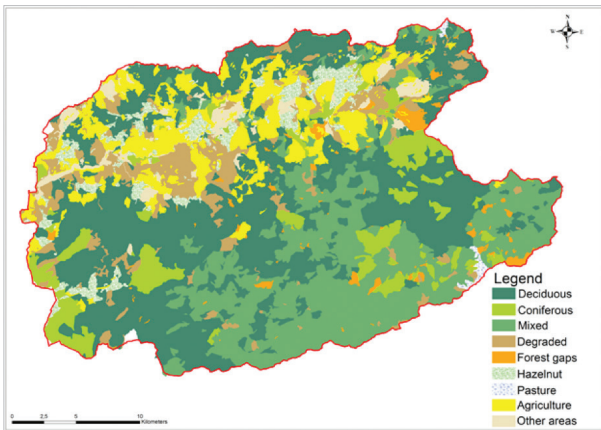 N
W E
S
Legend
Deciduous
Coniferous
Mixed
Degraded
Forest gaps
Hazelnut
Pasture
Agriculture
Other areas
0 2.5 5 10
Kilometers